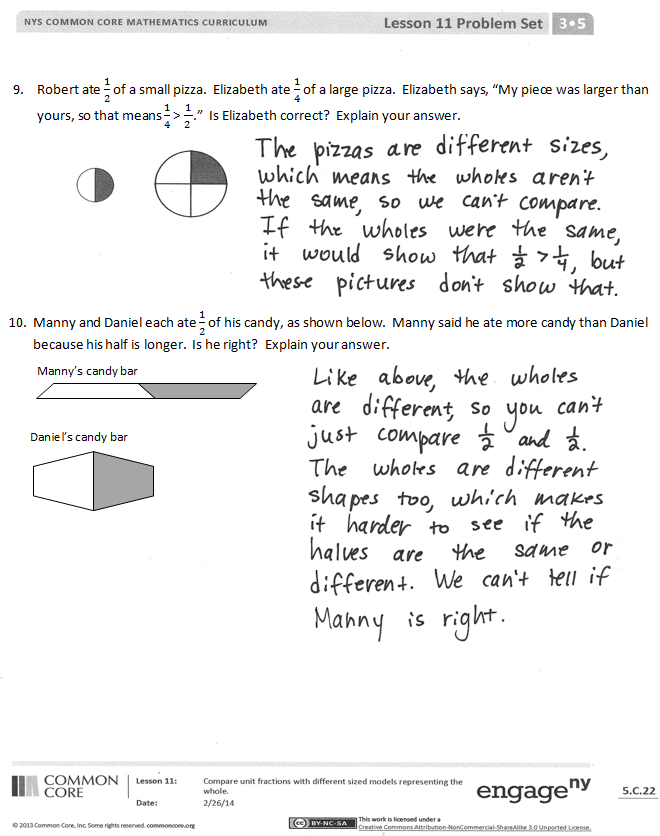 NYS COMMON CORE MATHEMATICS CURRICULUM
Lesson 11 Problem Set 3•5
9. Robert ate 1/2 of a small pizza. Elizabeth ate 1/4 of a large pizza. Elizabeth says, “My piece was larger than
yours, so that means 1/4 > 1/2.” Is Elizabeth correct? Explain your answer.
The pizzas are different sizes,
which means the wholes aren't
the same, so we can't compare.
If the wholes were the same,
it would show that 1/2 > 1/4, but
these pictures don't show that.
10. Manny and Daniel each ate 1/2 of his candy, as shown below. Manny said he ate more candy than Daniel
because his half is longer. Is he right? Explain your answer.
Manny’s candy bar
Daniel’s candy bar
Like above, the wholes
are different, so you can't
just compare 1/2 and 1/2.
The wholes are different
shapes too, which makes
it harder to see if the
halves are the same or
different. We can't tell if
Manny is right.
COMMON
CORE
Lesson 11:
Compare unit fractions with different sized models representing the
whole.
Date:
2/26/14
engage ny
5.C.22
© 2013 Common Core, Inc. Some rights reserved. commoncore.org
CC BY-NC-SA
This work is licensed under a
Creative Commons Attribution-NonCommercial-ShareAlike 3.0 Unported License.